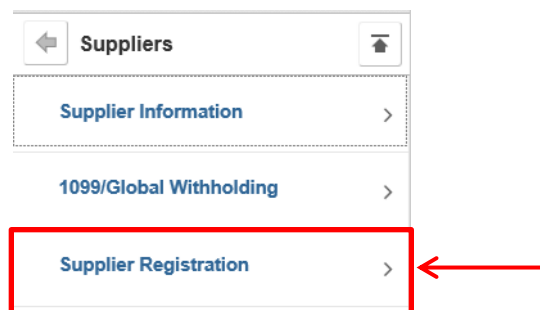 Suppliers
Supplier Information
1099/Global Withholding
Supplier Registration